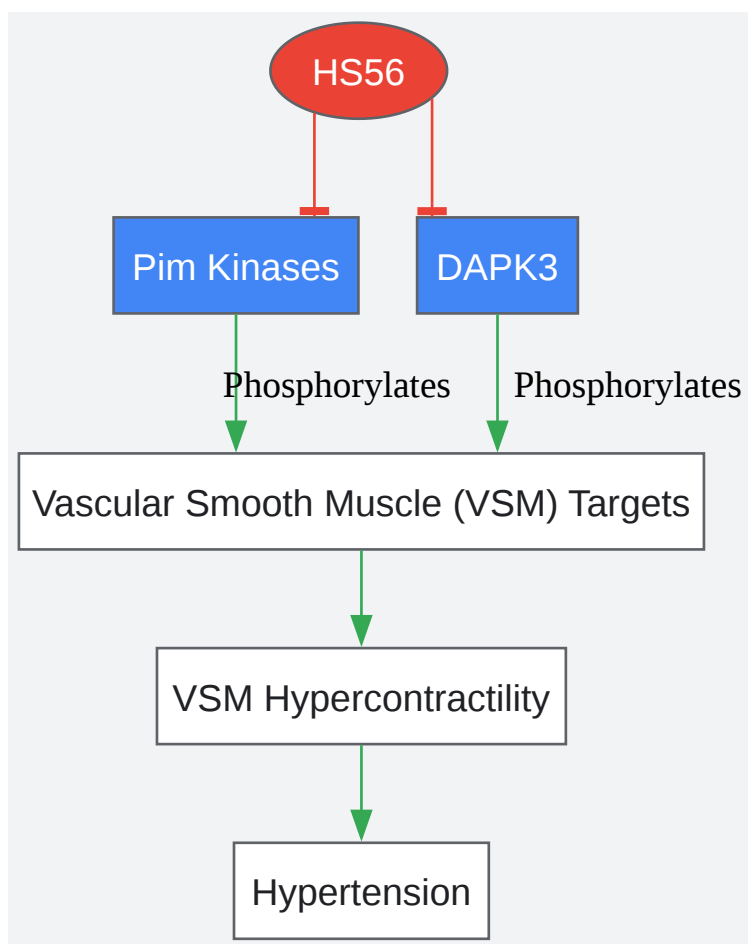 HS56
Pim Kinases
DAPK3
Phosphorylates
Phosphorylates
Vascular Smooth Muscle (VSM) Targets
VSM Hypercontractility
Hypertension